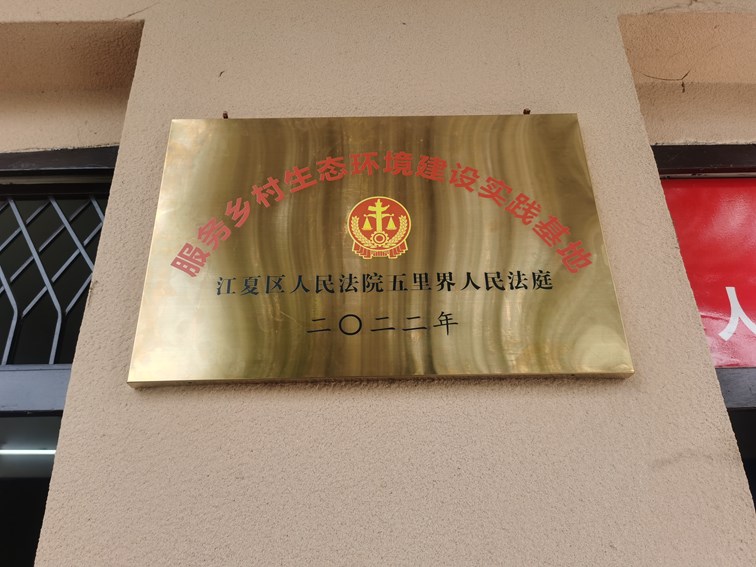 服务乡村生态环境建设实践基地
江夏区人民法院五里界人民法庭
二〇二二年
人